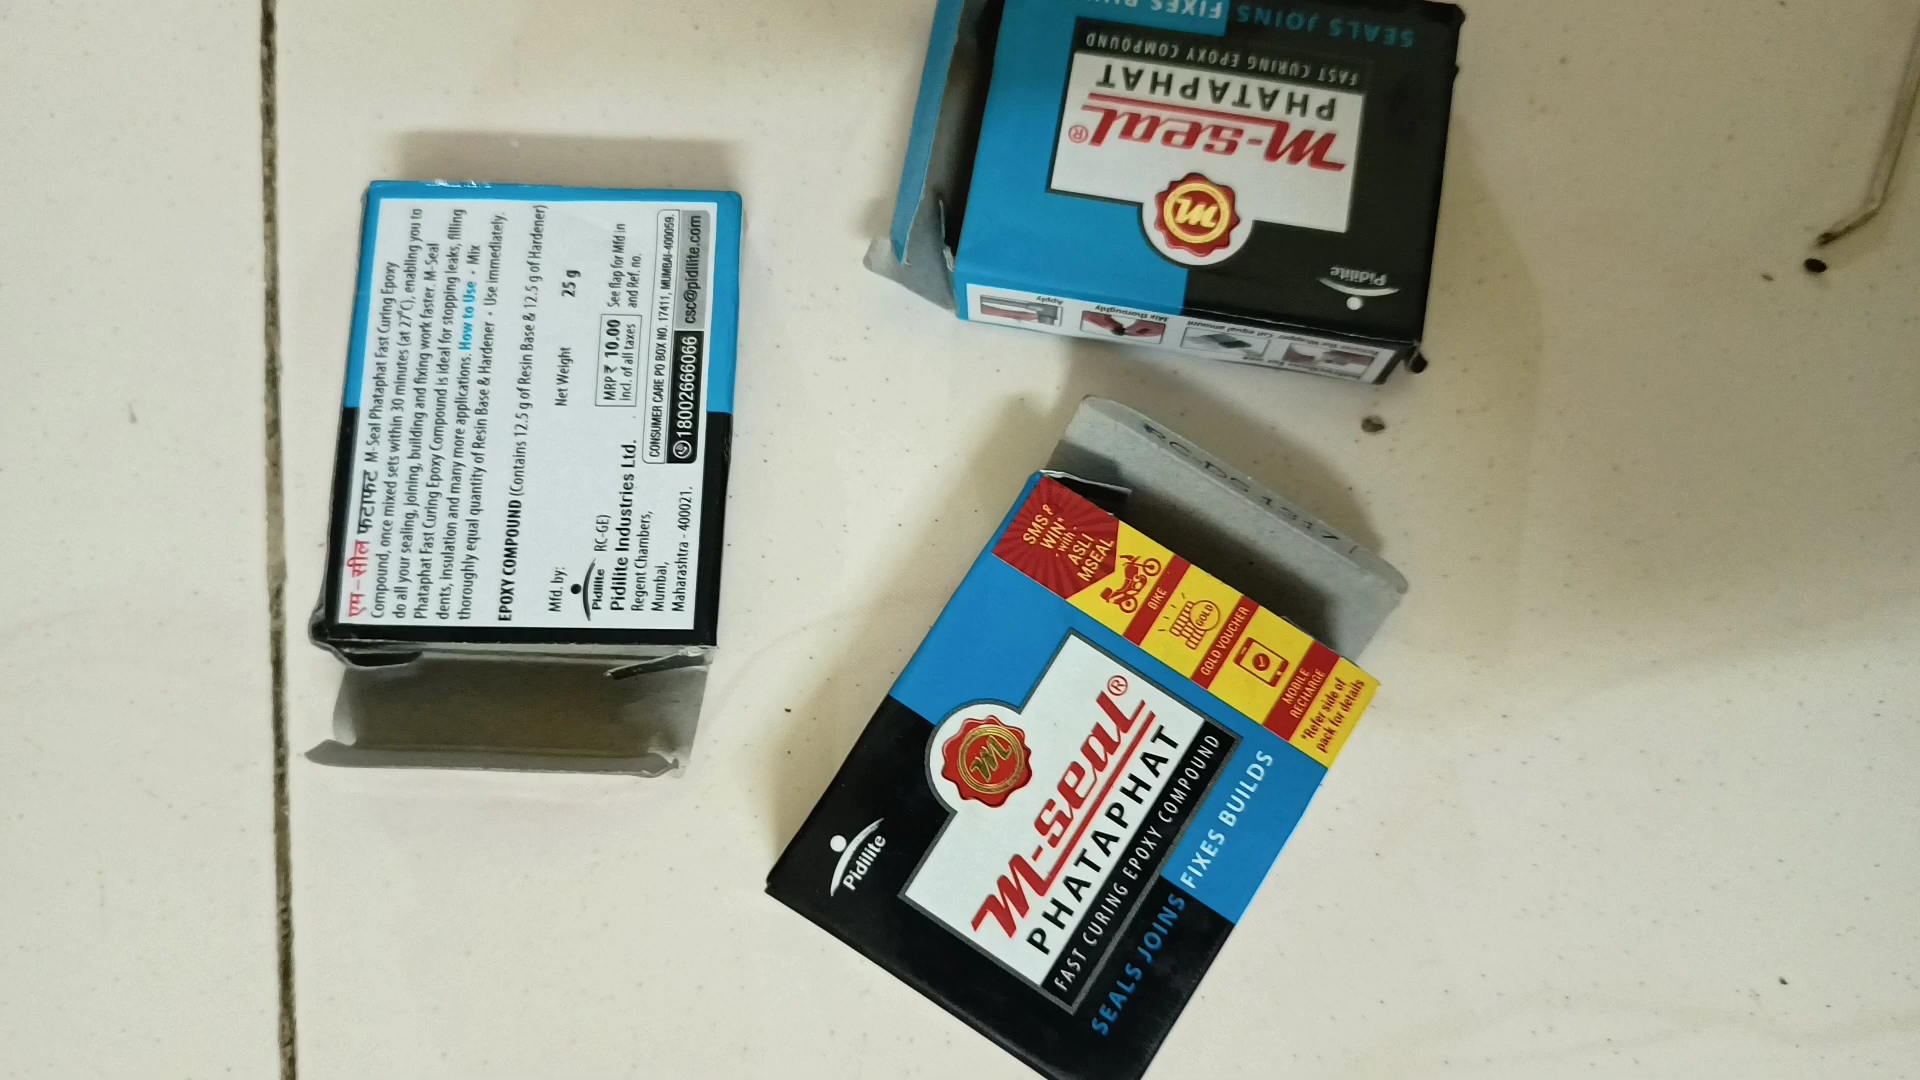 एम-सील फटाफट M-Seal Phataphat Fast Curing Epoxy
Compound, once mixed sets within 30 minutes (at 27°C), enabling you to
do all your sealing, joining, building and fixing work faster. M-Seal
Phataphat Fast Curing Epoxy Compound is ideal for stopping leaks, filling
dents, insulation and many more applications. How to Use • Mix
thoroughly equal quantity of Resin Base & Hardener • Use immediately.
EPOXY COMPOUND (Contains 12.5 g of Resin Base & 12.5 g of Hardener)
Net Weight 25 g
Mfd. by:
Pidilite RC-GE)
Pidilite Industries Ltd.
Regent Chambers,
Mumbai,
Maharashtra - 400021.
MRP ₹ 10.00
incl. of all taxes
See flap for Mfd in
and Ref. no.
CONSUMER CARE PO BOX NO. 17411, MUMBAI-400059.
18002666066 csc@pidilite.com
SEALS JOINS FIXES
FAST CURING EPOXY COMPOUND
PHATAPHAT
M-seal®
M
Pidilite
Apply
Mix thoroughly
Cut equal amount
SMS &
WIN*
with
ASLI
MSEAL
BIKE
GOLD
GOLD VOUCHER
MOBILE
RECHARGE
*Refer side of
pack for details
M
M-seal®
PHATAPHAT
FAST CURING EPOXY COMPOUND
SEALS JOINS FIXES BUILDS
Pidilite